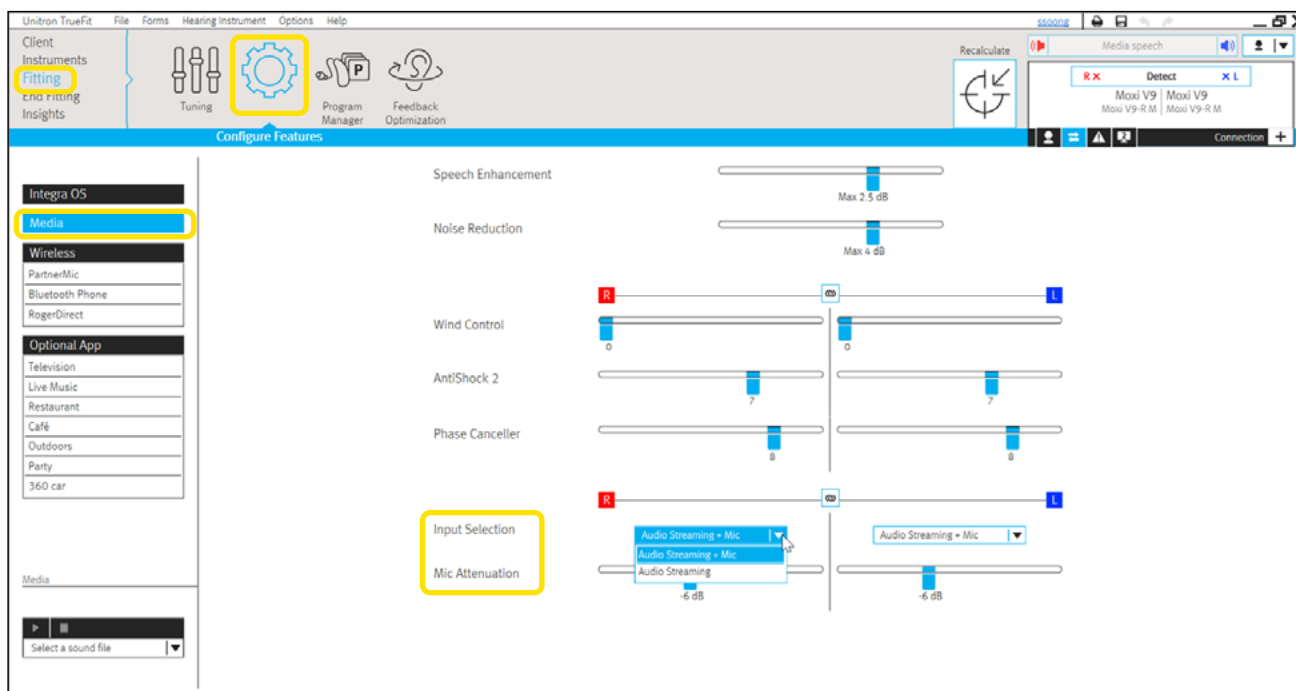 Unitron TrueFit File Forms Hearing Instrument Options Help ssoong
Client
Instruments
Fitting
End Fitting
Insights
Tuning
Program
Manager
Feedback
Optimization
Configure Features
Recalculate
Media speech
R X Detect X L
Moxi V9 | Moxi V9
Moxi V9-R M | Moxi V9-R M
Connection +
Integra OS
Media
Wireless
PartnerMic
Bluetooth Phone
RogerDirect
Optional App
Television
Live Music
Restaurant
Café
Outdoors
Party
360 car
Media
Select a sound file
Speech Enhancement
Max 2.5 dB
Noise Reduction
Max 4 dB
R L
Wind Control
0 0
AntiShock 2
7 7
Phase Canceller
8 8
R L
Input Selection
Audio Streaming + Mic Audio Streaming + Mic
Audio Streaming + Mic
Audio Streaming
Mic Attenuation
-6 dB -6 dB